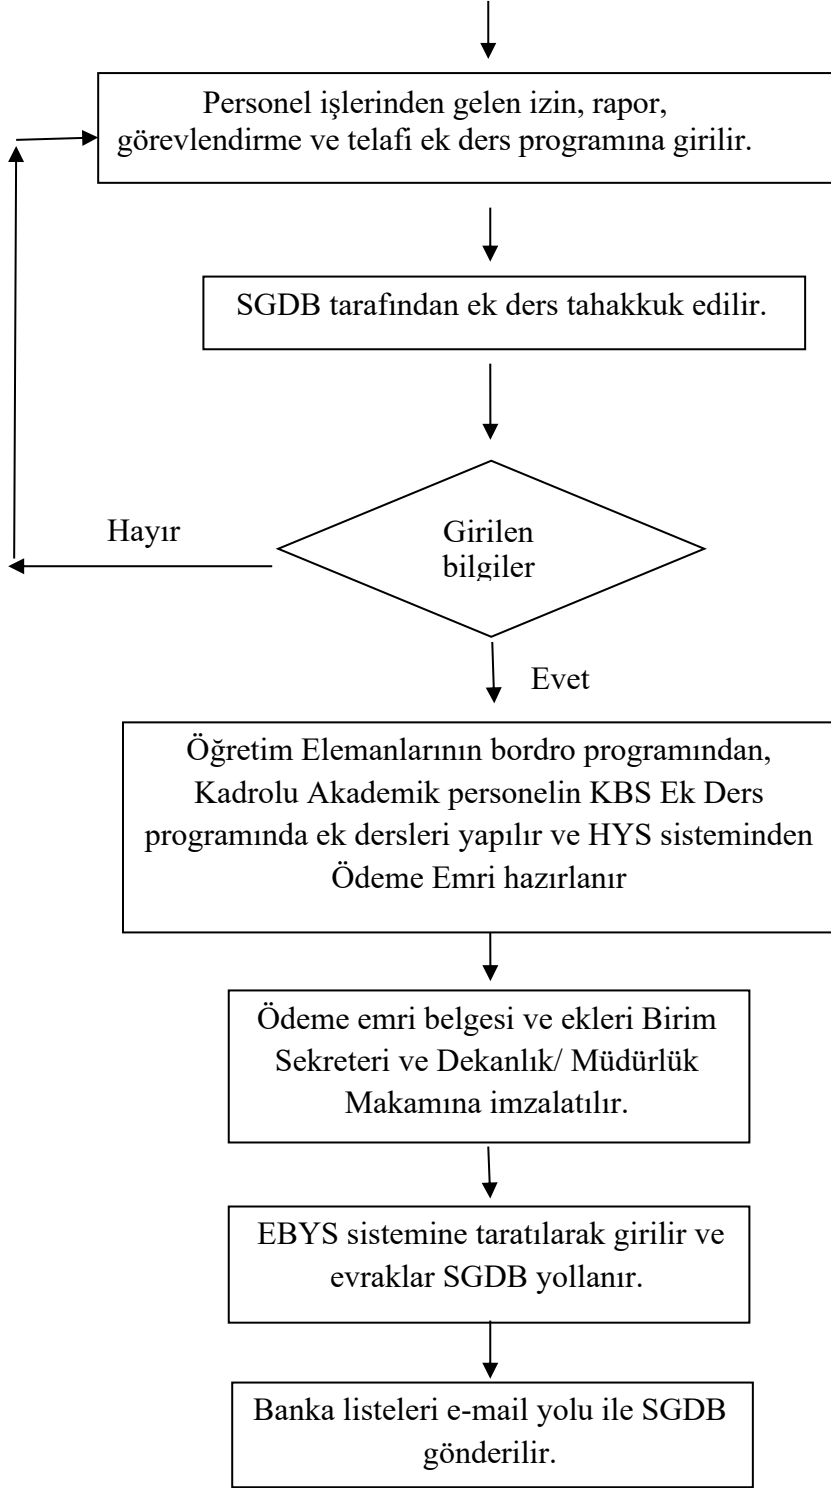 Personel işlerinden gelen izin, rapor,
görevlendirme ve telafi ek ders programına girilir.
SGDB tarafından ek ders tahakkuk edilir.
Hayır
Girilen
bilgiler
Evet
Öğretim Elemanlarının bordro programından,
Kadrolu Akademik personelin KBS Ek Ders
programında ek dersleri yapılır ve HYS sisteminden
Ödeme Emri hazırlanır
Ödeme emri belgesi ve ekleri Birim
Sekreteri ve Dekanlık/ Müdürlük
Makamına imzalatılır.
EBYS sistemine taratılarak girilir ve
evraklar SGDB yollanır.
Banka listeleri e-mail yolu ile SGDB
gönderilir.